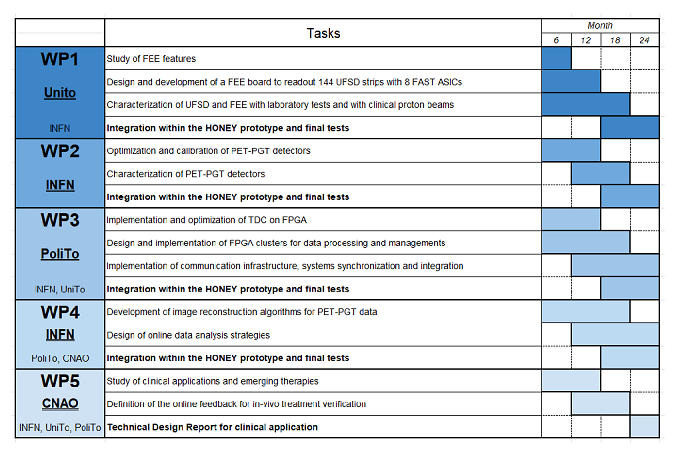 Tasks
Month
6 12 18 24
WP1
Unito
INFN
Study of FEE features
Design and development of a FEE board to readout 144 UFSD strips with 8 FAST ASICs
Characterization of UFSD and FEE with laboratory tests and with clinical proton beams
Integration within the HONEY prototype and final tests
WP2
INFN
Optimization and calibration of PET-PGT detectors
Characterization of PET-PGT detectors
Integration within the HONEY prototype and final tests
WP3
PoliTo
INFN, UniTo
Implementation and optimization of TDC on FPGA
Design and implementation of FPGA clusters for data processing and managements
Implementation of communication infrastructure, systems synchronization and integration
Integration within the HONEY prototype and final tests
WP4
INFN
PoliTo, CNAO
Development of image reconstruction algorithms for PET-PGT data
Design of online data analysis strategies
Integration within the HONEY prototype and final tests
WP5
CNAO
INFN, UniTo, PoliTo
Study of clinical applications and emerging therapies
Definition of the online feedback for in-vivo treatment verification
Technical Design Report for clinical application